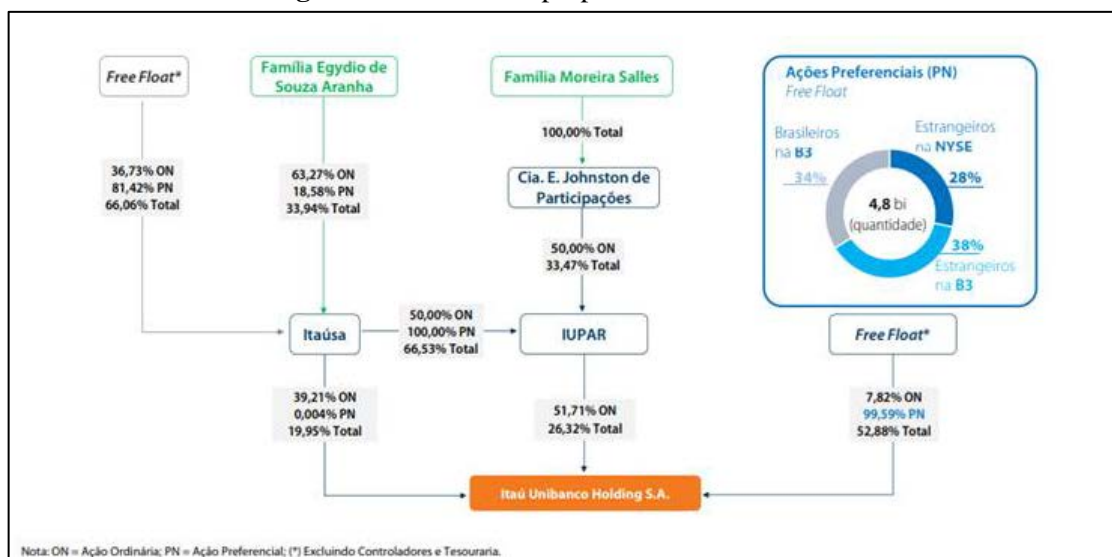 Free Float*
Família Egydio de
Souza Aranha
Família Moreira Salles
Ações Preferenciais (PN)
Free Float
100,00% Total
Brasileiros
na B3
34%
Estrangeiros
na NYSE
28%
4,8 bi
(quantidade)
38%
Estrangeiros
na B3
36,73% ON
81,42% PN
66,06% Total
63,27% ON
18,58% PN
33,94% Total
Cia. E. Johnston de
Participações
50,00% ON
33,47% Total
Itaúsa
50,00% ON
100,00% PN
66,53% Total
IUPAR
Free Float*
39,21% ON
0,004% PN
19,95% Total
51,71% ON
26,32% Total
7,82% ON
99,59% PN
52,88% Total
Itaú Unibanco Holding S.A.
Nota: ON = Ação Ordinária; PN = Ação Preferencial; (*) Excluindo Controladores e Tesouraria.